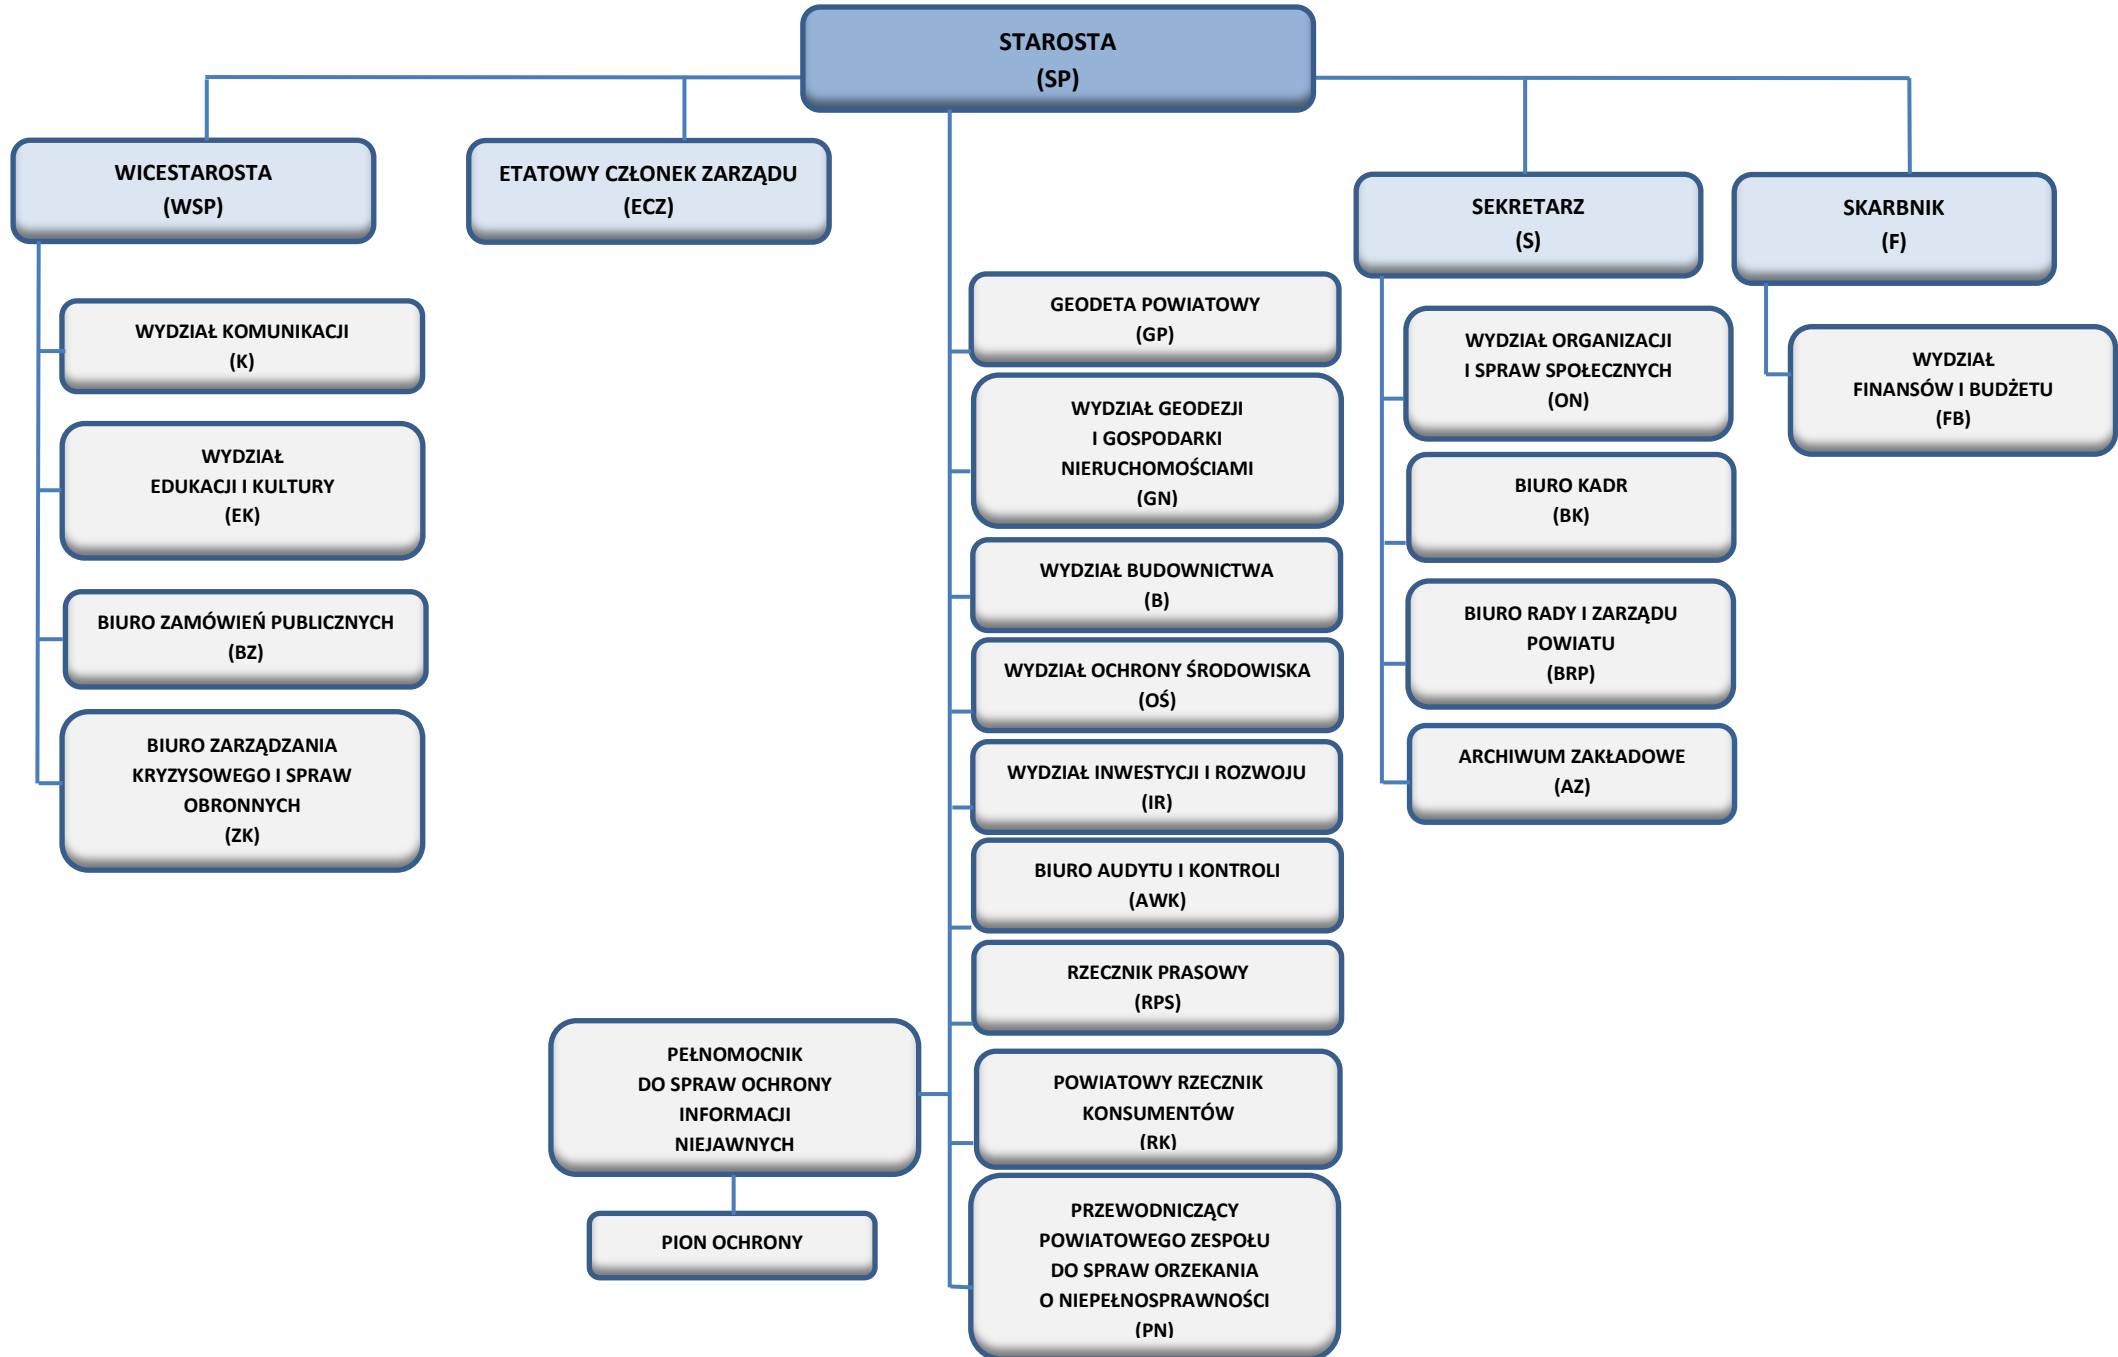 STAROSTA
(SP)
WICESTAROSTA
(WSP)
ETATOWY CZŁONEK ZARZĄDU
(ECZ)
SEKRETARZ
(S)
SKARBNIK
(F)
WYDZIAŁ KOMUNIKACJI
(K)
WYDZIAŁ
EDUKACJI I KULTURY
(EK)
BIURO ZAMÓWIEŃ PUBLICZNYCH
(BZ)
BIURO ZARZĄDZANIA
KRYZYSOWEGO I SPRAW
OBRONNYCH
(ZK)
GEODETA POWIATOWY
(GP)
WYDZIAŁ GEODEZJI
I GOSPODARKI
NIERUCHOMOŚCIAMI
(GN)
WYDZIAŁ BUDOWNICTWA
(B)
WYDZIAŁ OCHRONY ŚRODOWISKA
(OŚ)
WYDZIAŁ INWESTYCJI I ROZWOJU
(IR)
BIURO AUDYTU I KONTROLI
(AWK)
RZECZNIK PRASOWY
(RPS)
POWIATOWY RZECZNIK
KONSUMENTÓW
(RK)
PRZEWODNICZĄCY
POWIATOWEGO ZESPOŁU
DO SPRAW ORZEKANIA
O NIEPEŁNOSPRAWNOŚCI
(PN)
PEŁNOMOCNIK
DO SPRAW OCHRONY
INFORMACJI
NIEJAWNYCH
PION OCHRONY
WYDZIAŁ ORGANIZACJI
I SPRAW SPOŁECZNYCH
(ON)
BIURO KADR
(BK)
BIURO RADY I ZARZĄDU
POWIATU
(BRP)
ARCHIWUM ZAKŁADOWE
(AZ)
WYDZIAŁ
FINANSÓW I BUDŻETU
(FB)